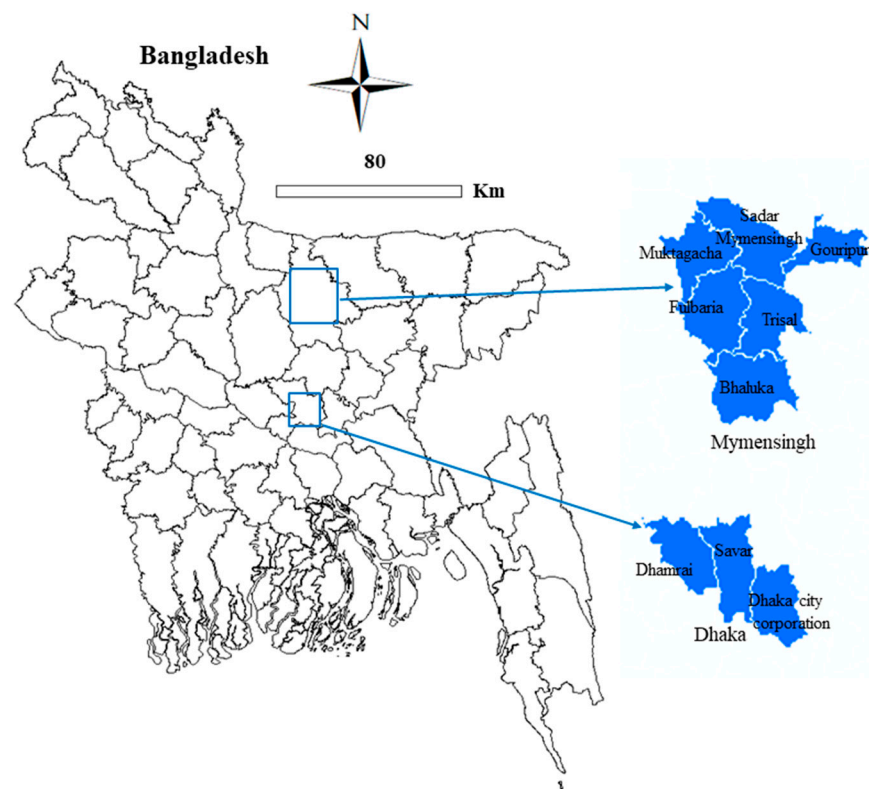 N
Bangladesh
80
Km
Sadar
Mymensingh
Muktagacha
Gouripur
Fulbaria
Trisal
Bhaluka
Mymensingh
Savar
Dhamrai
Dhaka city
corporation
Dhaka